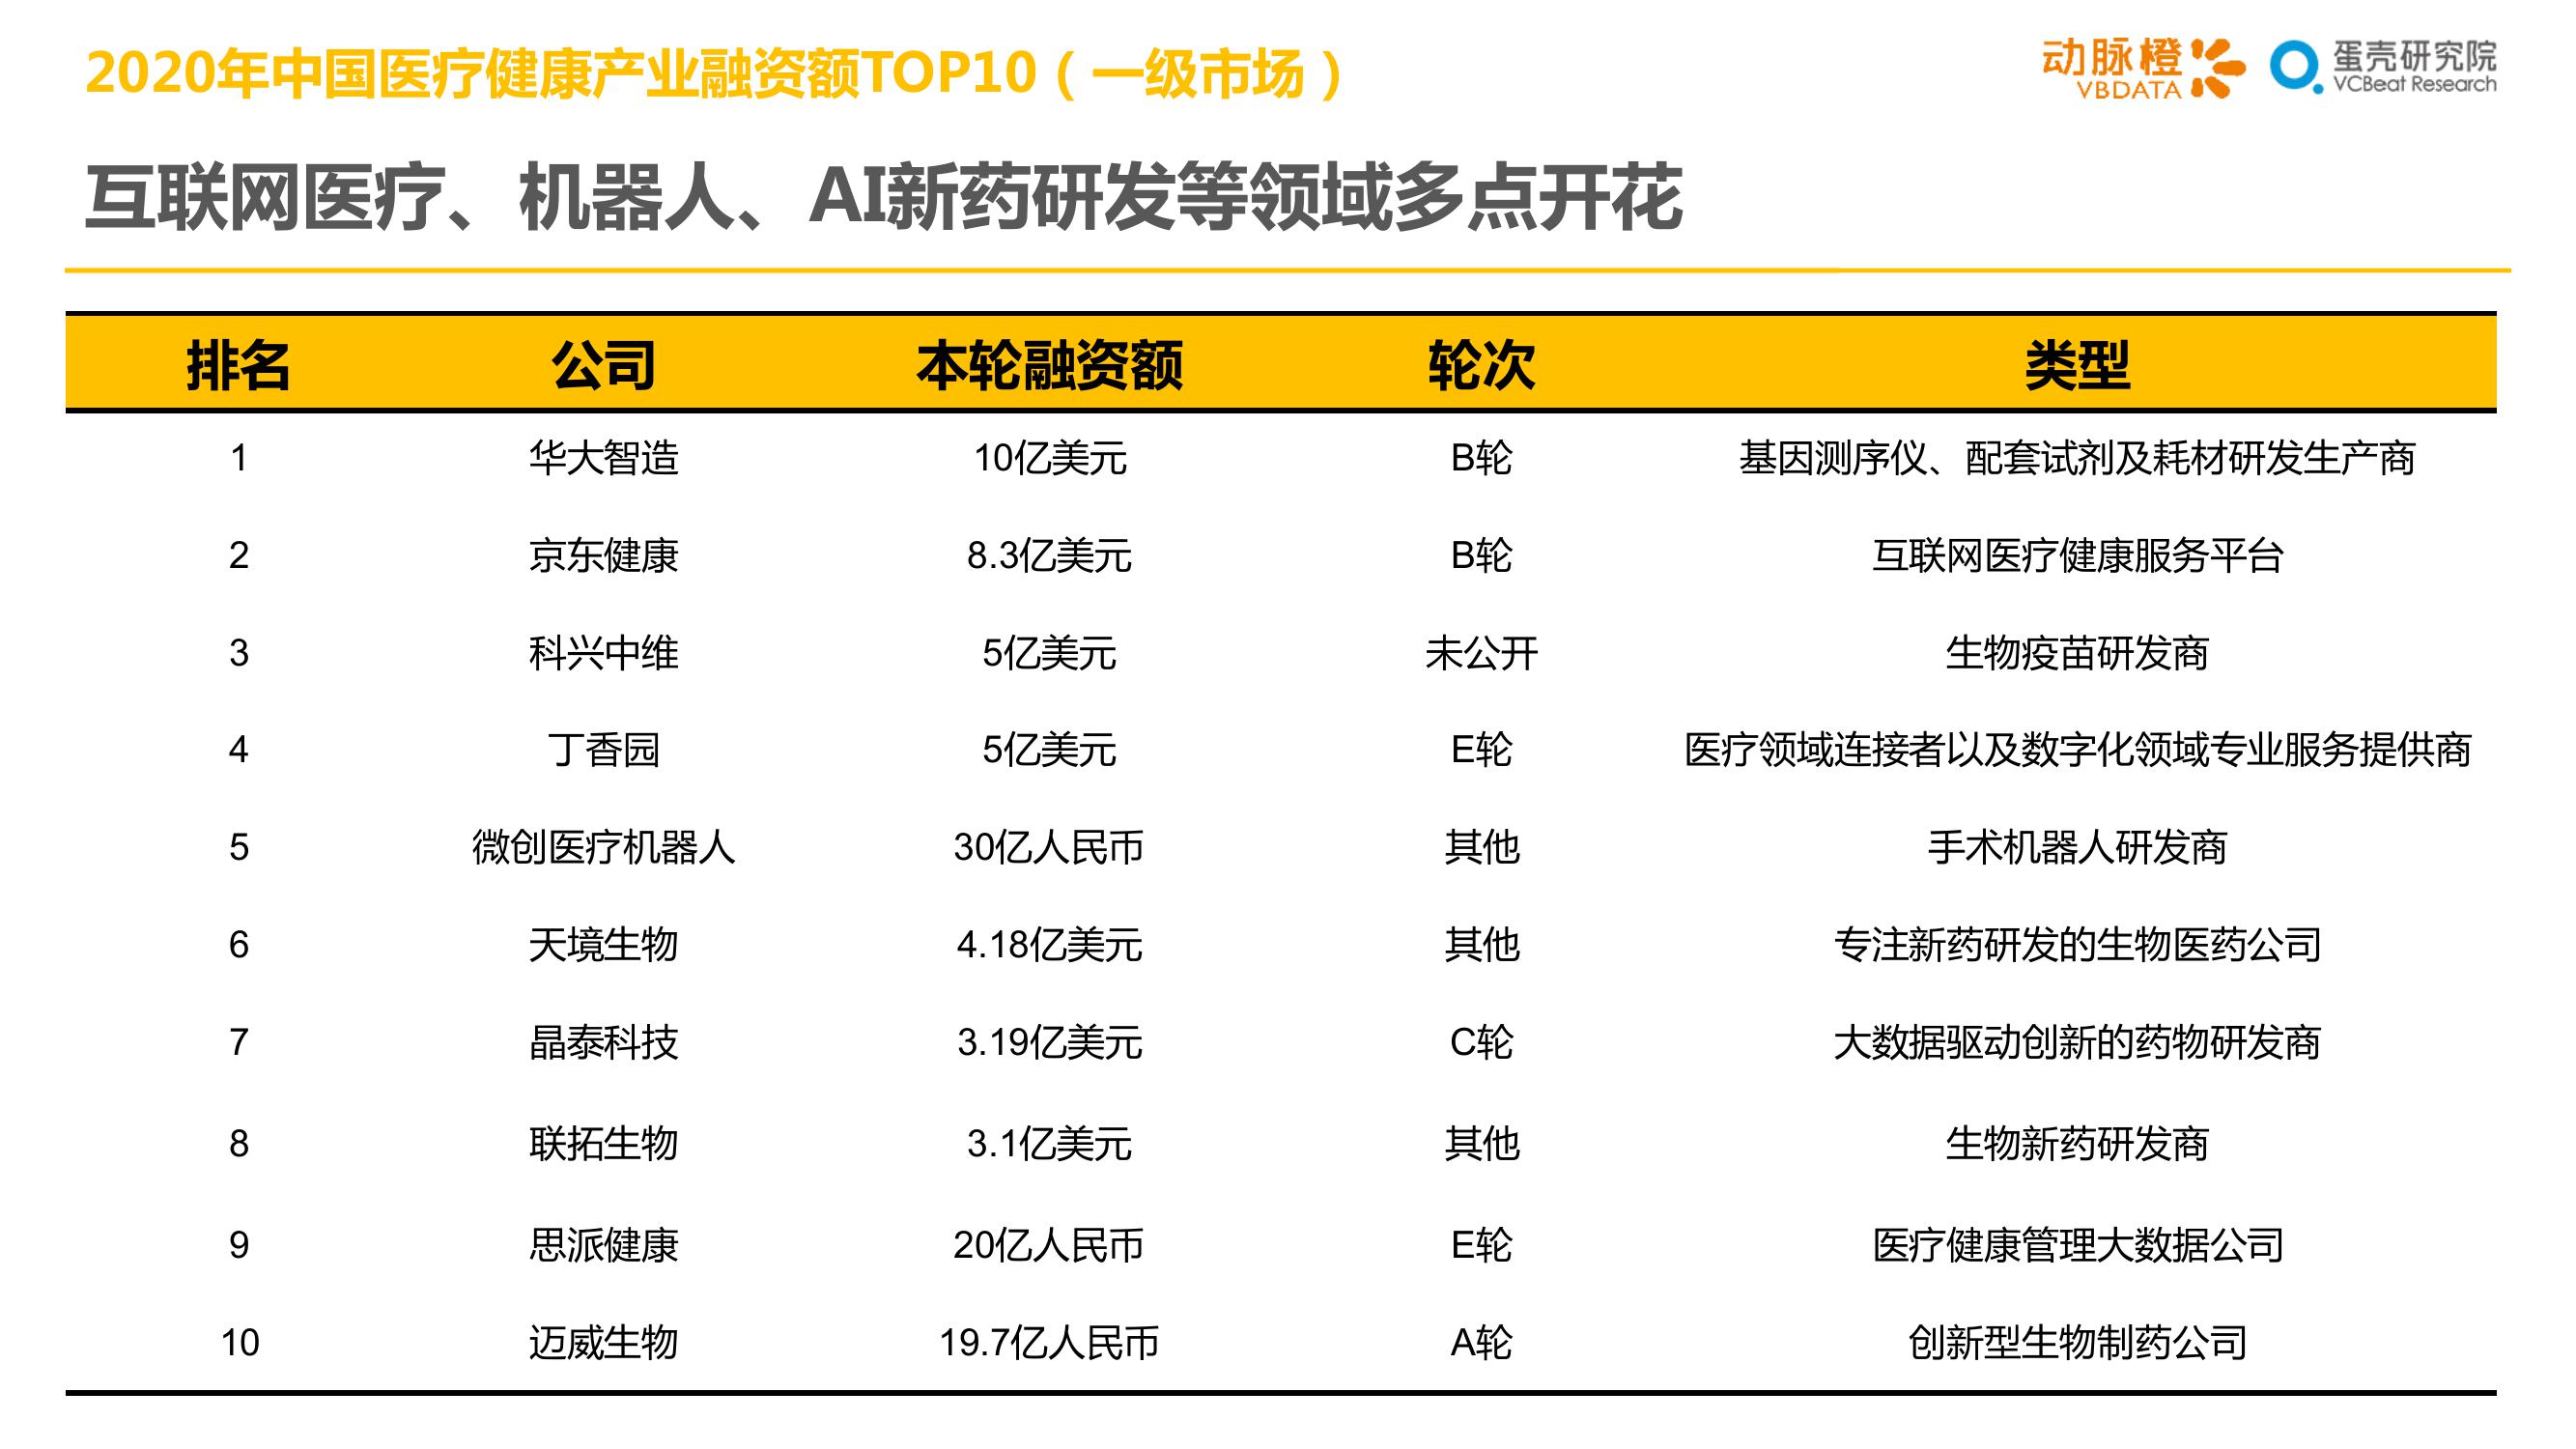 2020年中国医疗健康产业融资额TOP10（一级市场）
动脉橙
VBDATA
蛋壳研究院
VCBeat Research
互联网医疗、机器人、AI新药研发等领域多点开花
排名 公司 本轮融资额 轮次 类型
1 华大智造 10亿美元 B轮 基因测序仪、配套试剂及耗材研发生产商
2 京东健康 8.3亿美元 B轮 互联网医疗健康服务平台
3 科兴中维 5亿美元 未公开 生物疫苗研发商
4 丁香园 5亿美元 E轮 医疗领域连接者以及数字化领域专业服务提供商
5 微创医疗机器人 30亿人民币 其他 手术机器人研发商
6 天境生物 4.18亿美元 其他 专注新药研发的生物医药公司
7 晶泰科技 3.19亿美元 C轮 大数据驱动创新的药物研发商
8 联拓生物 3.1亿美元 其他 生物新药研发商
9 思派健康 20亿人民币 E轮 医疗健康管理大数据公司
10 迈威生物 19.7亿人民币 A轮 创新型生物制药公司